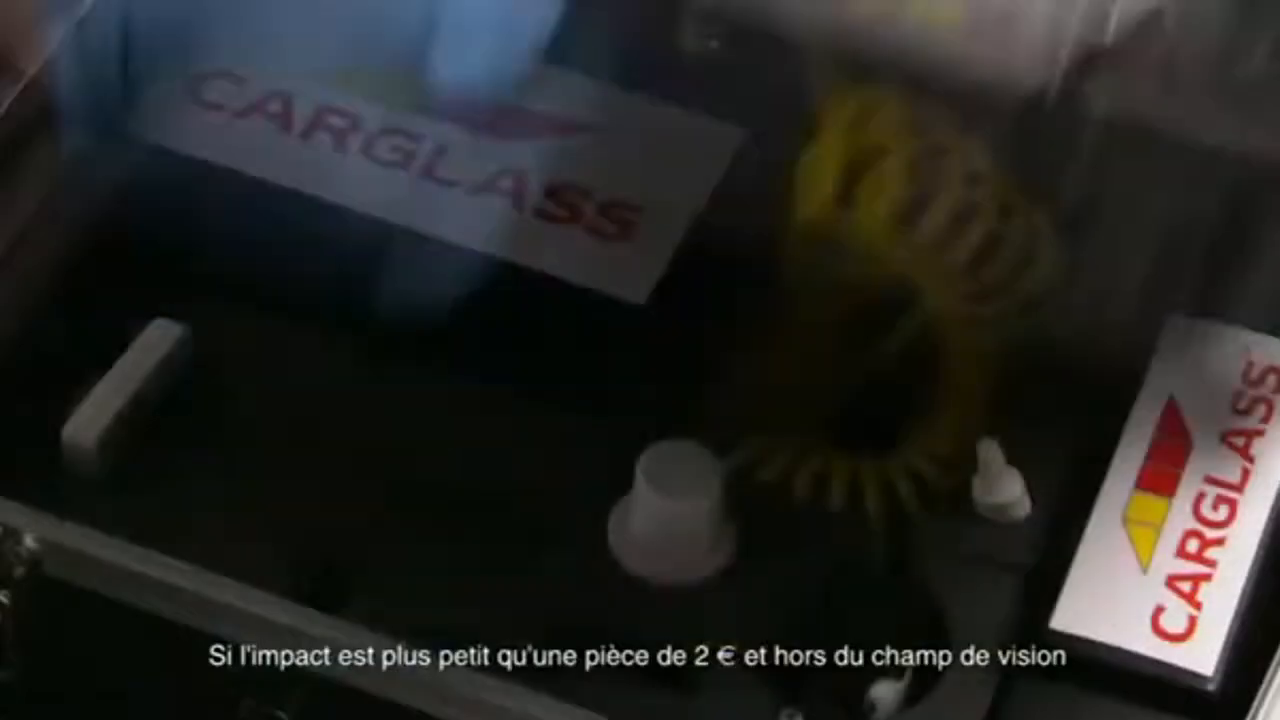 CARGLASS
CARGLASS
Si l'impact est plus petit qu'une pièce de 2 € et hors du champ de vision